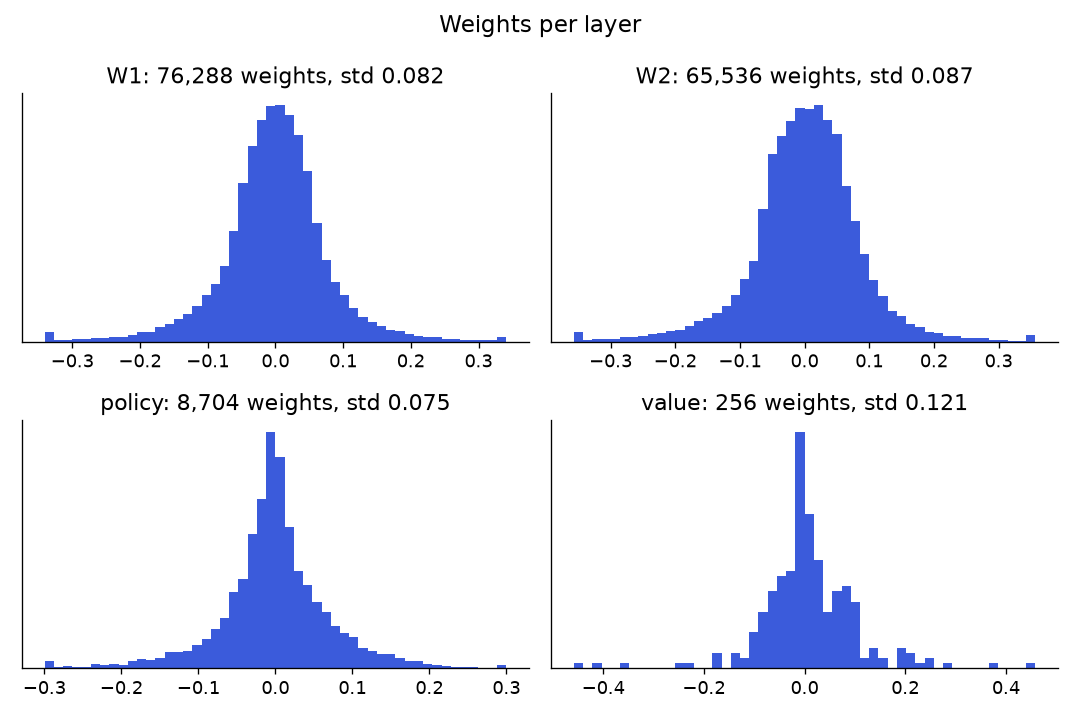 Weights per layer
W1: 76,288 weights, std 0.082
W2: 65,536 weights, std 0.087
−0.3 −0.2 −0.1 0.0 0.1 0.2 0.3
−0.3 −0.2 −0.1 0.0 0.1 0.2 0.3
policy: 8,704 weights, std 0.075
value: 256 weights, std 0.121
−0.3 −0.2 −0.1 0.0 0.1 0.2 0.3
−0.4 −0.2 0.0 0.2 0.4